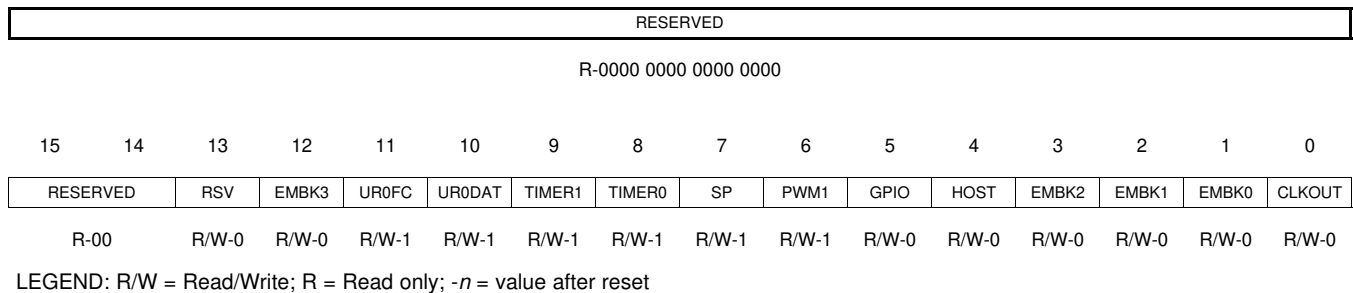 RESERVED
R-0000 0000 0000 0000
15 14 13 12 11 10 9 8 7 6 5 4 3 2 1 0
RESERVED RSV EMBK3 UR0FC UR0DAT TIMER1 TIMER0 SP PWM1 GPIO HOST EMBK2 EMBK1 EMBK0 CLKOUT
R-00 R/W-0 R/W-0 R/W-1 R/W-1 R/W-1 R/W-1 R/W-1 R/W-1 R/W-0 R/W-0 R/W-0 R/W-0 R/W-0 R/W-0
LEGEND: R/W = Read/Write; R = Read only; -n = value after reset